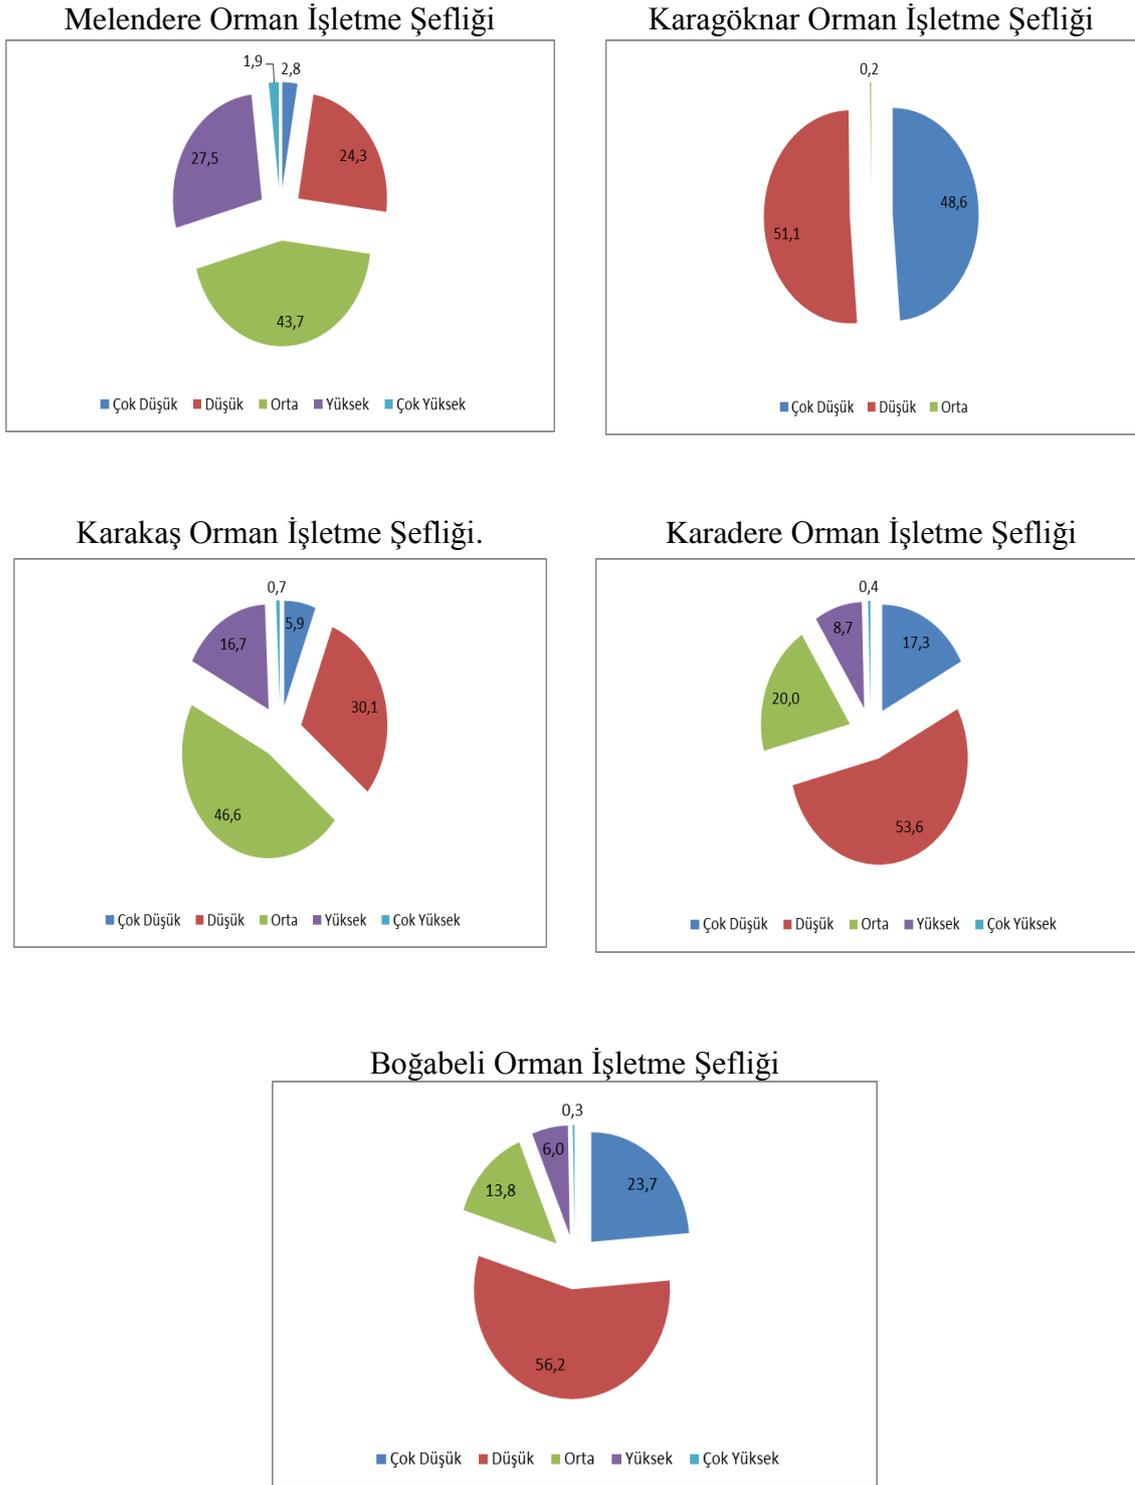 Melendere Orman İşletme Şefliği
1,9 2,8
27,5 24,3
43,7
Çok Düşük Düşük Orta Yüksek Çok Yüksek
Karagöknar Orman İşletme Şefliği
0,2
48,6
51,1
Çok Düşük Düşük Orta
Karakaş Orman İşletme Şefliği.
0,7
5,9
16,7
30,1
46,6
Çok Düşük Düşük Orta Yüksek Çok Yüksek
Karadere Orman İşletme Şefliği
0,4
8,7
17,3
20,0
53,6
Çok Düşük Düşük Orta Yüksek Çok Yüksek
Boğabeli Orman İşletme Şefliği
0,3
6,0
13,8 23,7
56,2
Çok Düşük Düşük Orta Yüksek Çok Yüksek